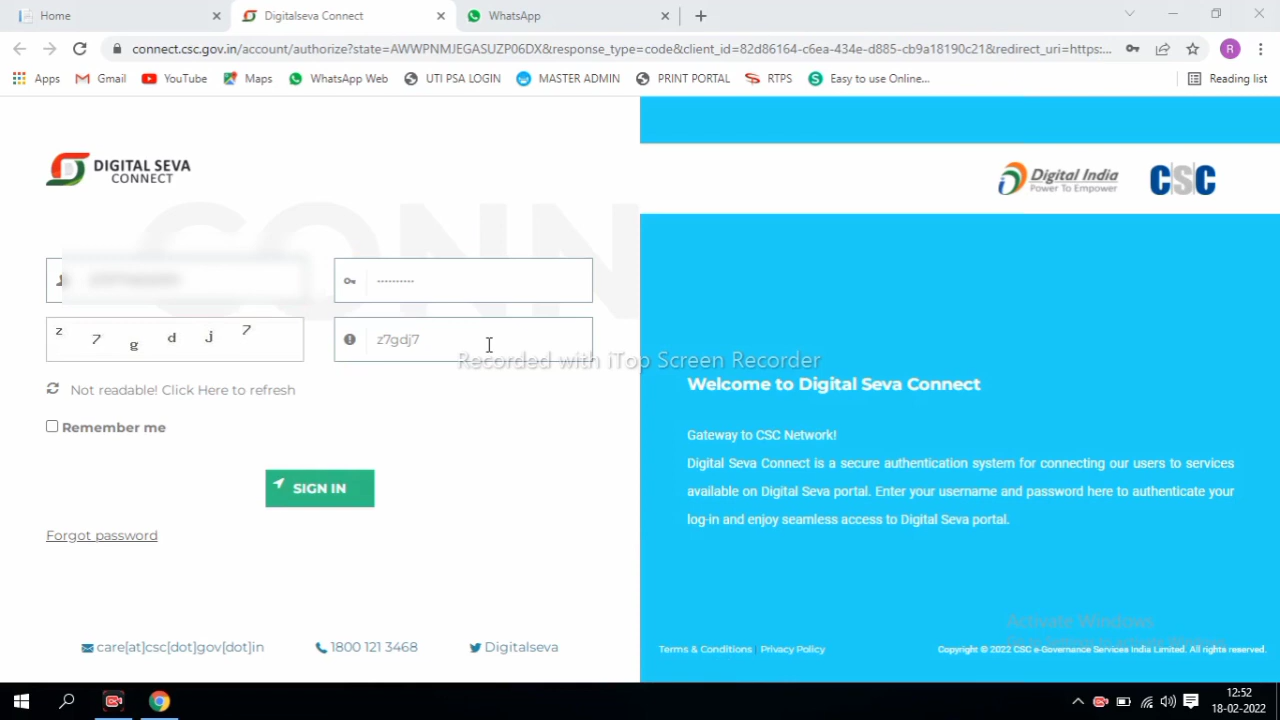 Home
Digitalseva Connect
WhatsApp
connect.csc.gov.in/account/authorize?state=AWWPNMJEGASUZP06DX&response_type=code&client_id=82d86164-c6ea-434e-d885-cb9a18190c21&redirect_uri=https:...
R
Apps
Gmail
YouTube
Maps
WhatsApp Web
UTI PSA LOGIN
MASTER ADMIN
PRINT PORTAL
RTPS
Easy to use Online...
Reading list
DIGITAL SEVA
CONNECT
Digital India
Power To Empower
CSC
CONN
z 7 g d j 7
z7gdj7
Recorded with iTop Screen Recorder
Not readable! Click Here to refresh
Remember me
SIGN IN
Forgot password
Welcome to Digital Seva Connect
Gateway to CSC Network!
Digital Seva Connect is a secure authentication system for connecting our users to services
available on Digital Seva portal. Enter your username and password here to authenticate your
log-in and enjoy seamless access to Digital Seva portal.
Activate Windows
care[at]csc[dot]gov[dot]in
1800 121 3468
Digitalseva
Terms & Conditions | Privacy Policy
Copyright © 2022 CSC e-Governance Services India Limited. All rights reserved.
12:52
18-02-2022